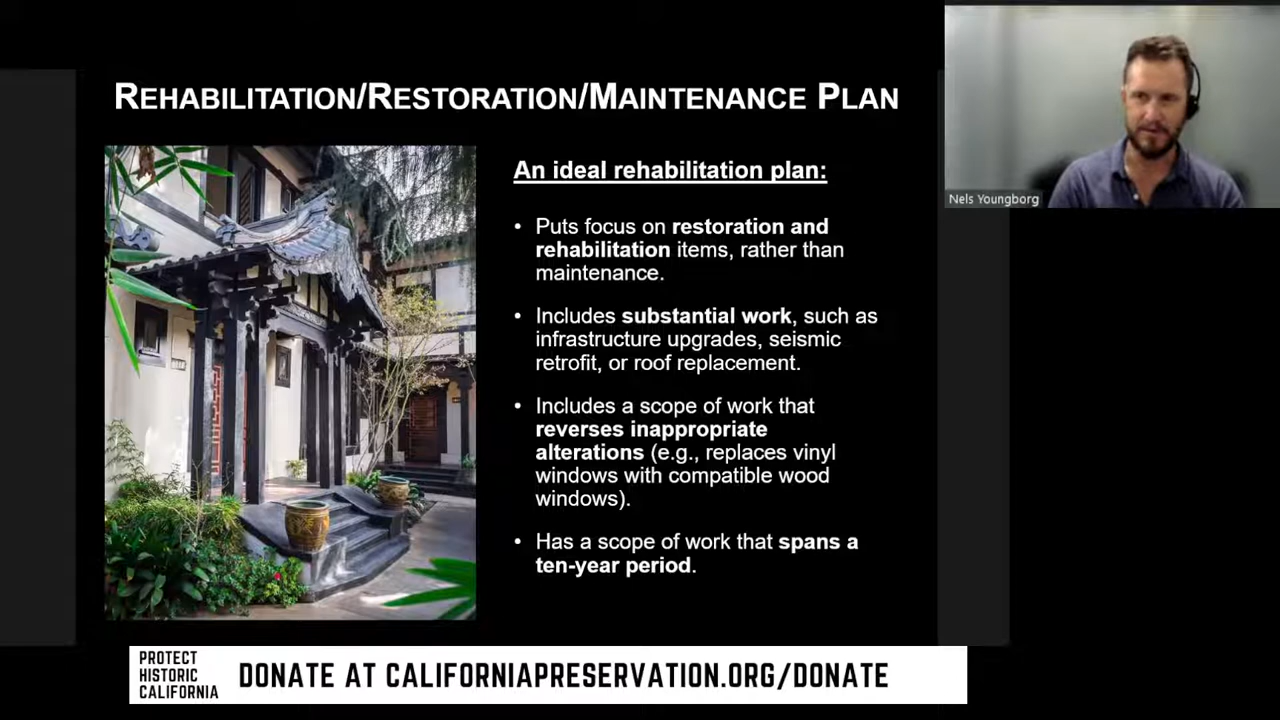 REHABILITATION/RESTORATION/MAINTENANCE PLAN
Nels Youngborg
An ideal rehabilitation plan:
• Puts focus on restoration and
rehabilitation items, rather than
maintenance.
• Includes substantial work, such as
infrastructure upgrades, seismic
retrofit, or roof replacement.
• Includes a scope of work that
reverses inappropriate
alterations (e.g., replaces vinyl
windows with compatible wood
windows).
• Has a scope of work that spans a
ten-year period.
PROTECT
HISTORIC
CALIFORNIA
DONATE AT CALIFORNIAPRESERVATION.ORG/DONATE